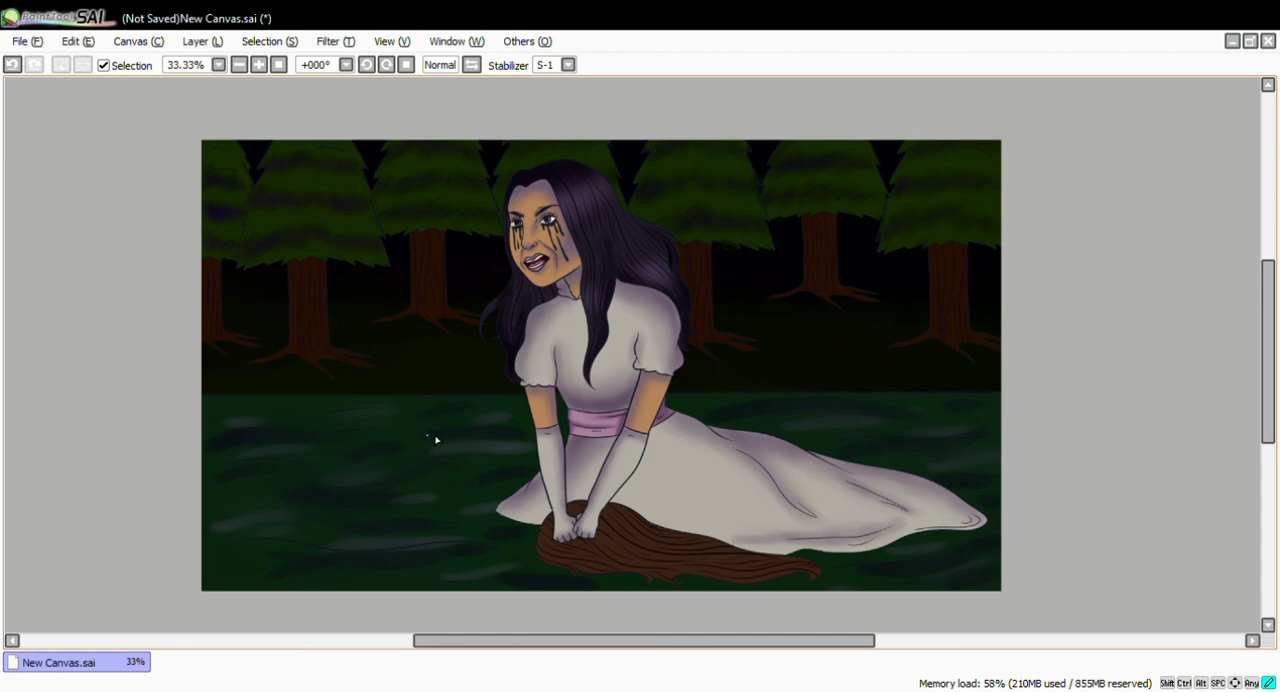 PaintTool SAI (Not Saved)New Canvas.sai (*)
File (F) Edit (E) Canvas (C) Layer (L) Selection (S) Filter (T) View (V) Window (W) Others (O)
Selection 33.33% +000° Normal Stabilizer S-1
New Canvas.sai 33%
Memory load: 58% (210MB used / 855MB reserved) Shift Ctrl Alt SPC Any